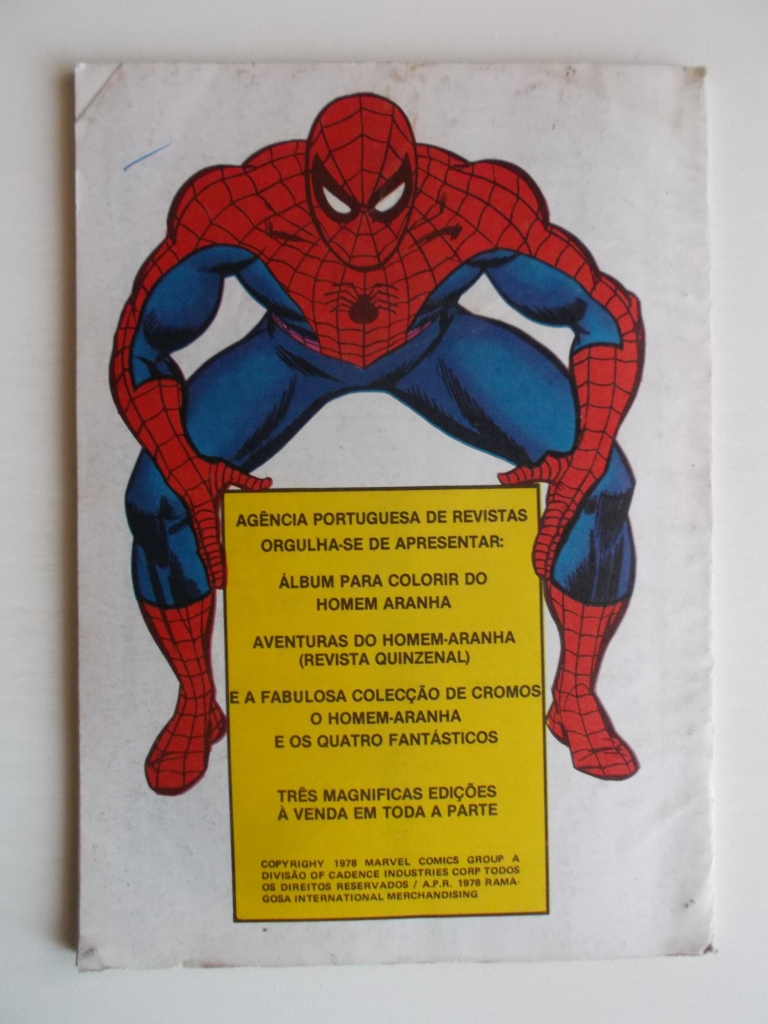 AGÊNCIA PORTUGUESA DE REVISTAS
ORGULHA-SE DE APRESENTAR:
ÁLBUM PARA COLORIR DO
HOMEM ARANHA
AVENTURAS DO HOMEM-ARANHA
(REVISTA QUINZENAL)
E A FABULOSA COLECÇÃO DE CROMOS
O HOMEM-ARANHA
E OS QUATRO FANTÁSTICOS
TRÊS MAGNIFICAS EDIÇÕES
À VENDA EM TODA A PARTE
COPYRIGHY 1978 MARVEL COMICS GROUP A
DIVISÃO OF CADENCE INDUSTRIES CORP TODOS
OS DIREITOS RESERVADOS / A.P.R. 1978 RAMA-
GOSA INTERNATIONAL MERCHANDISING